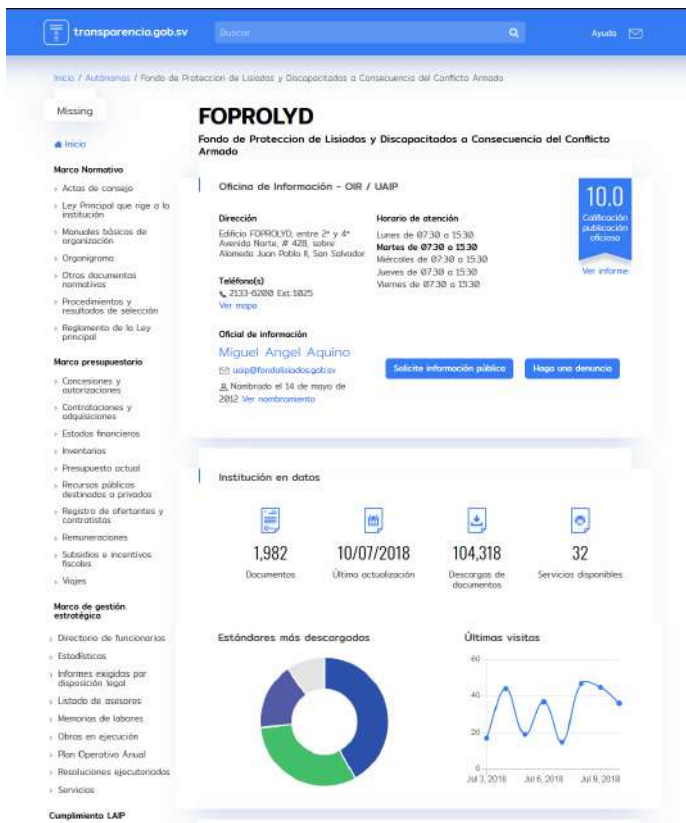 transparencia.gob.sv
Buscar
Ayuda
Inicio / Autónomas / Fondo de Proteccion de Lisiados y Discapacitados a Consecuencia del Conflicto Armado
Missing
Inicio
Marco Normativo
Actas de consejo
Ley Principal que rige a la
institución
Manuales básicos de
organización
Organigrama
Otros documentos
normativos
Procedimientos y
resultados de selección
Reglamento de la Ley
principal
Marco presupuestario
Concesiones y
autorizaciones
Contrataciones y
adquisiciones
Estados financieros
Inventarios
Presupuesto actual
Recursos públicos
destinados a privados
Registro de ofertantes y
contratistas
Remuneraciones
Subsidios e incentivos
fiscales
Viajes
Marco de gestión
estratégica
Directorio de funcionarios
Estadísticas
Informes exigidos por
disposición legal
Listado de asesores
Memorias de labores
Obras en ejecución
Plan Operativo Anual
Resoluciones ejecutoriadas
Servicios
Cumplimiento LAIP
FOPROLYD
Fondo de Proteccion de Lisiados y Discapacitados a Consecuencia del Conflicto
Armado
Oficina de Información - OIR / UAIP
Dirección
Edificio FOPROLYD, entre 2ª y 4ª
Avenida Norte, # 428, sobre
Alameda Juan Pablo II, San Salvador
Teléfono(s)
2133-6200 Ext.1025
Ver mapa
Horario de atención
Lunes de 07:30 a 15:30
Martes de 07:30 a 15:30
Miércoles de 07:30 a 15:30
Jueves de 07:30 a 15:30
Viernes de 07:30 a 15:30
10.0
Calificación
publicación
oficiosa
Ver informe
Oficial de información
Miguel Angel Aquino
uaip@fondolisiados.gob.sv
Nombrado el 14 de mayo de
2012 Ver nombramiento
Solicite información pública
Haga una denuncia
Institución en datos
1,982
Documentos
10/07/2018
Última actualización
104,318
Descargas de
documentos
32
Servicios disponibles
Estándares más descargados
Últimas visitas
60
40
20
0
Jul 3, 2018 Jul 6, 2018 Jul 9, 2018